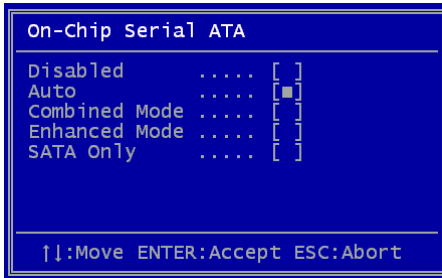 On-Chip Serial ATA
Disabled ..... [ ]
Auto ..... [■]
Combined Mode ..... [ ]
Enhanced Mode ..... [ ]
SATA Only ..... [ ]
↑↓:Move ENTER:Accept ESC:Abort